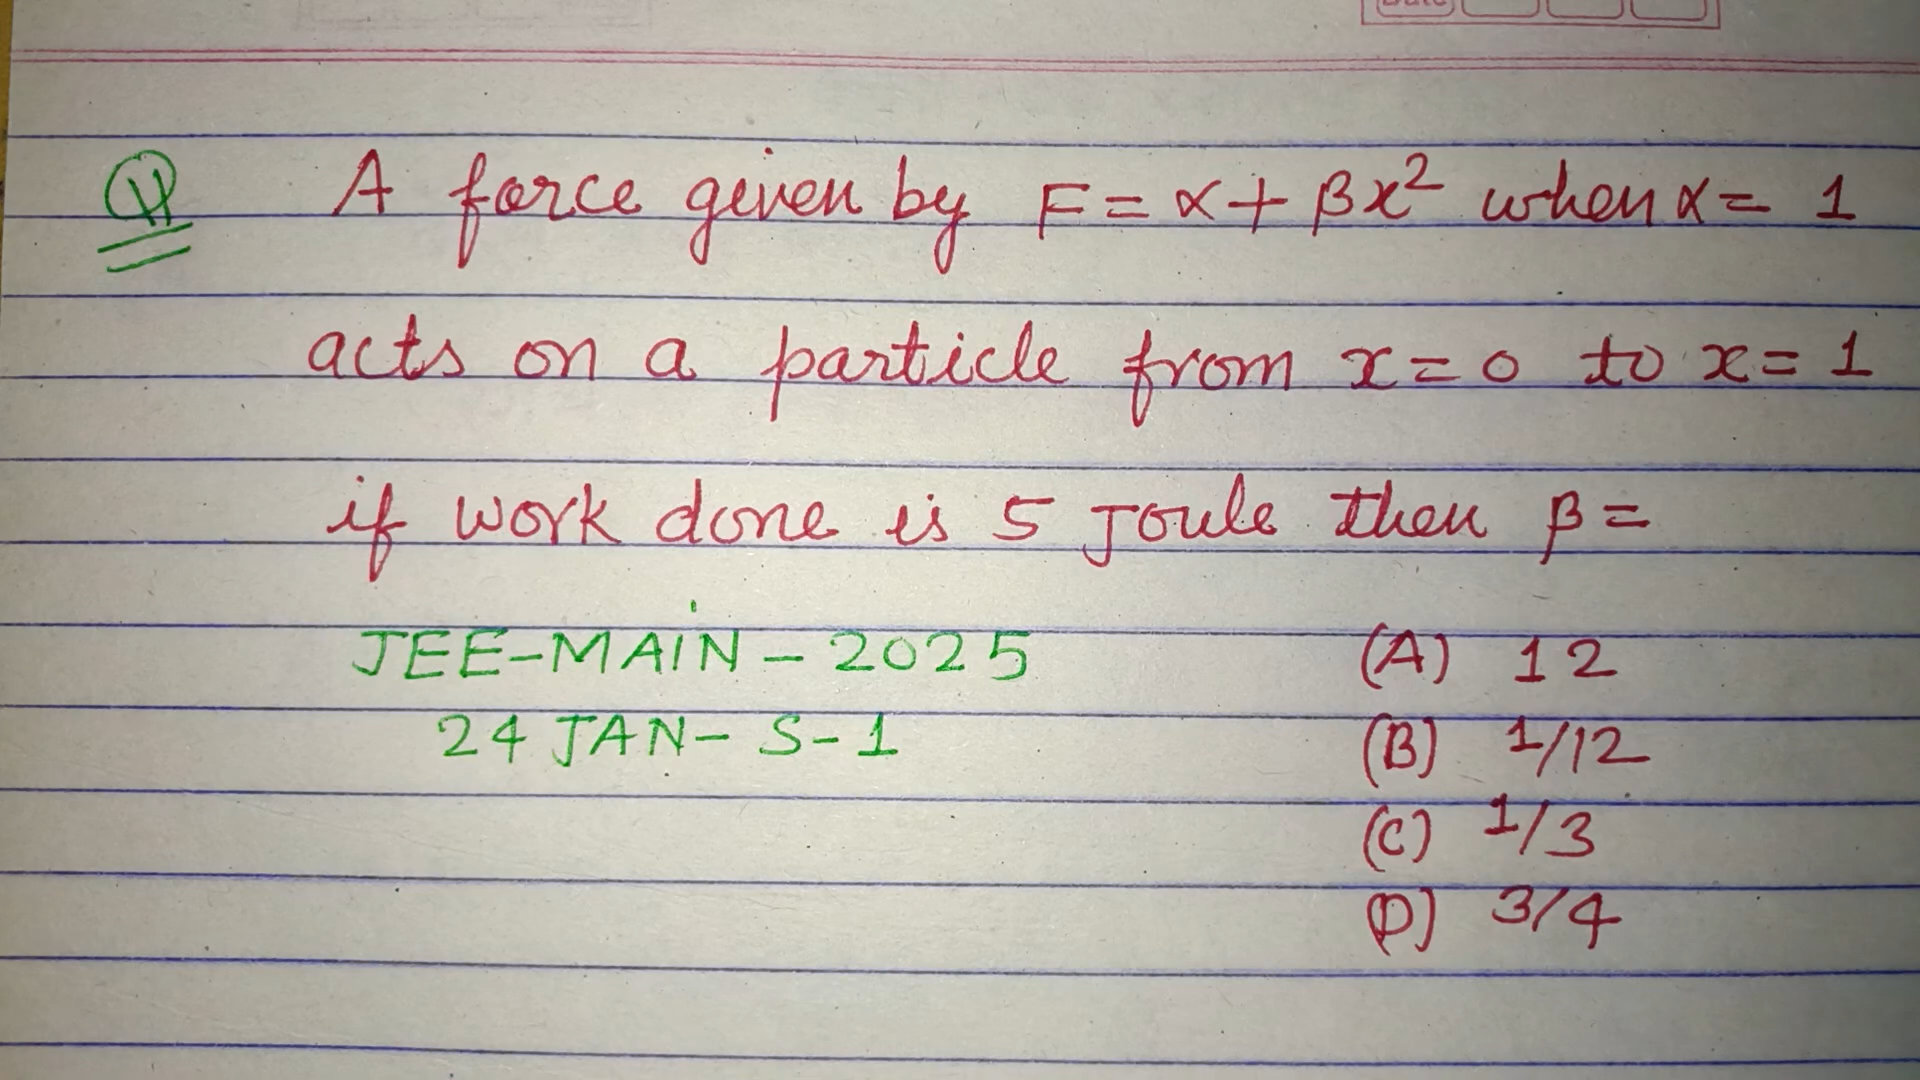 Date
Q A force given by F = α + βx² when α = 1
acts on a particle from x = 0 to x = 1
if work done is 5 Joule then β =
JEE-MAIN - 2025
24 JAN - S-1
(A) 12
(B) 1/12
(C) 1/3
(D) 3/4